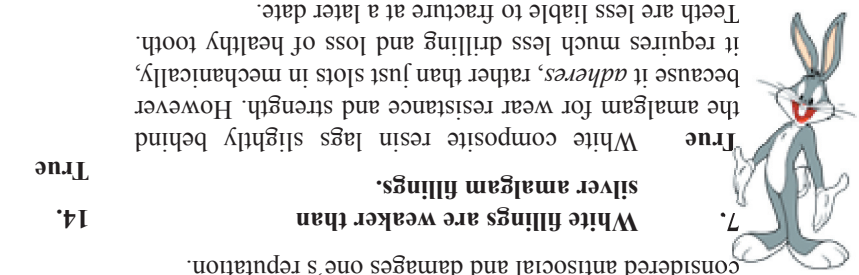 considered antisocial and damages one's reputation.
7. White fillings are weaker than
silver amalgam fillings.
True White composite resin lags slightly behind
the amalgam for wear resistance and strength. However
because it adheres, rather than just slots in mechanically,
it requires much less drilling and loss of healthy tooth.
Teeth are less liable to fracture at a later date.
14.
True